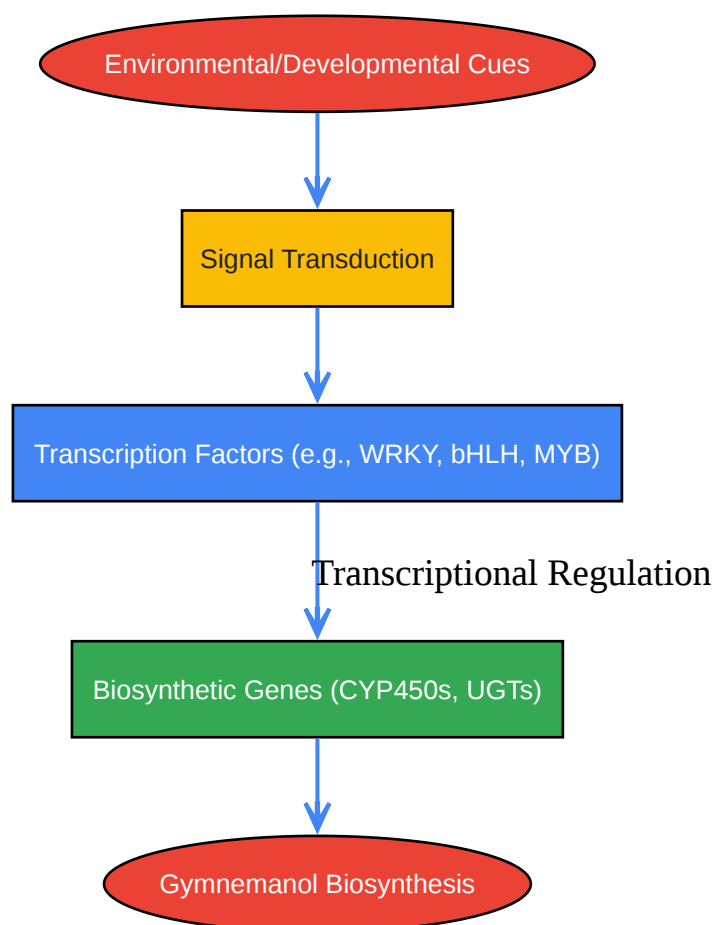 Environmental/Developmental Cues
Signal Transduction
Transcription Factors (e.g., WRKY, bHLH, MYB)
Transcriptional Regulation
Biosynthetic Genes (CYP450s, UGTs)
Gymnemanol Biosynthesis